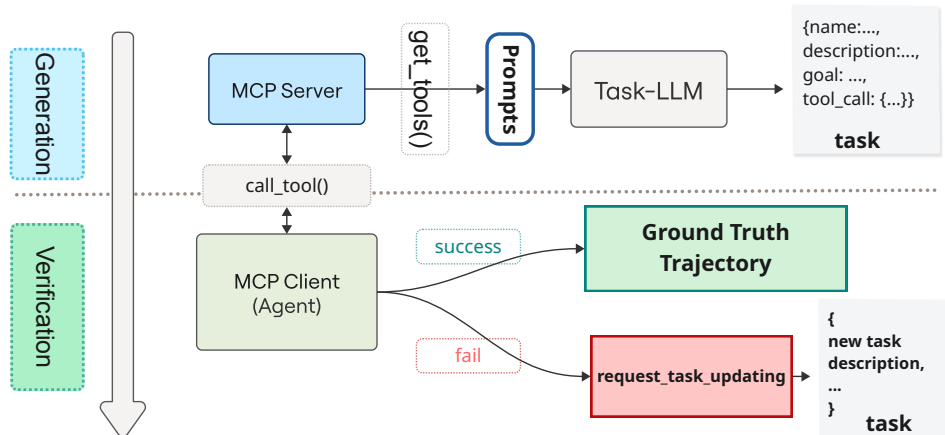 Generation
MCP Server
get_tools()
Prompts
Task-LLM
{name:...,
description:...,
goal: ...,
tool_call: {...}}
task
call_tool()
Verification
MCP Client
(Agent)
success
Ground Truth
Trajectory
fail
request_task_updating
{
new task
description,
...
}
task